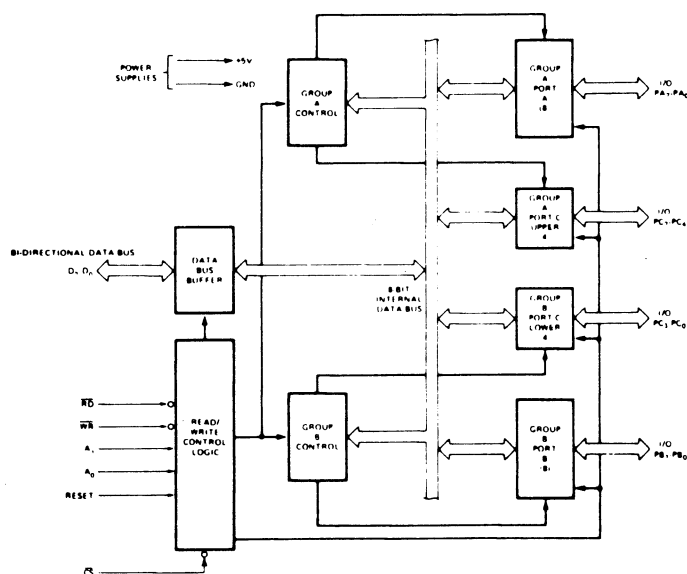 POWER
SUPPLIES
+5V
GND
GROUP
A
CONTROL
GROUP
A
PORT
A
(8)
I/O
PA7-PA0
GROUP
A
PORT C
UPPER
4
I/O
PC7-PC4
BI-DIRECTIONAL DATA BUS
D7-D0
DATA
BUS
BUFFER
8-BIT
INTERNAL
DATA BUS
GROUP
B
PORT C
LOWER
4
I/O
PC3-PC0
RD
WR
A1
A0
RESET
READ/
WRITE
CONTROL
LOGIC
GROUP
B
CONTROL
GROUP
B
PORT
B
(8)
I/O
PB7-PB0
CS